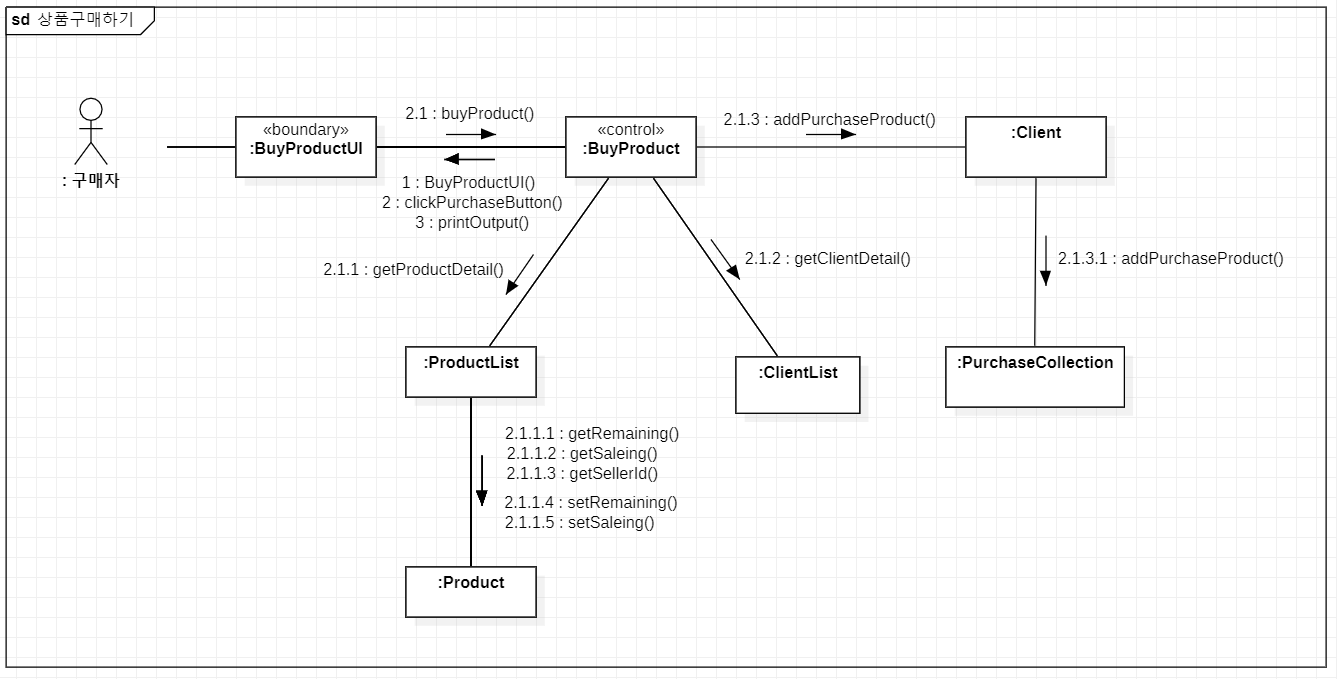 sd 상품구매하기
: 구매자
«boundary»
:BuyProductUI
2.1 : buyProduct()
1 : BuyProductUI()
2 : clickPurchaseButton()
3 : printOutput()
«control»
:BuyProduct
2.1.3 : addPurchaseProduct()
:Client
2.1.1 : getProductDetail()
2.1.2 : getClientDetail()
2.1.3.1 : addPurchaseProduct()
:ProductList
:ClientList
:PurchaseCollection
2.1.1.1 : getRemaining()
2.1.1.2 : getSaleing()
2.1.1.3 : getSellerId()
2.1.1.4 : setRemaining()
2.1.1.5 : setSaleing()
:Product